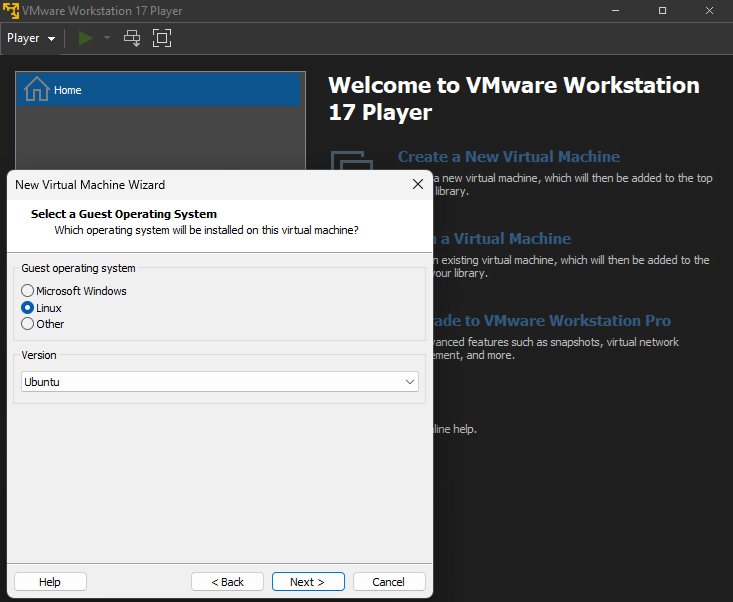 VMware Workstation 17 Player
Player
Home
Welcome to VMware Workstation
17 Player
Create a New Virtual Machine
a new virtual machine, which will then be added to the top
library.
a Virtual Machine
existing virtual machine, which will then be added to the
your library.
to VMware Workstation Pro
features such as snapshots, virtual network
and more.
help.
New Virtual Machine Wizard
Select a Guest Operating System
Which operating system will be installed on this virtual machine?
Guest operating system
Microsoft Windows
Linux
Other
Version
Ubuntu
Help
< Back
Next >
Cancel